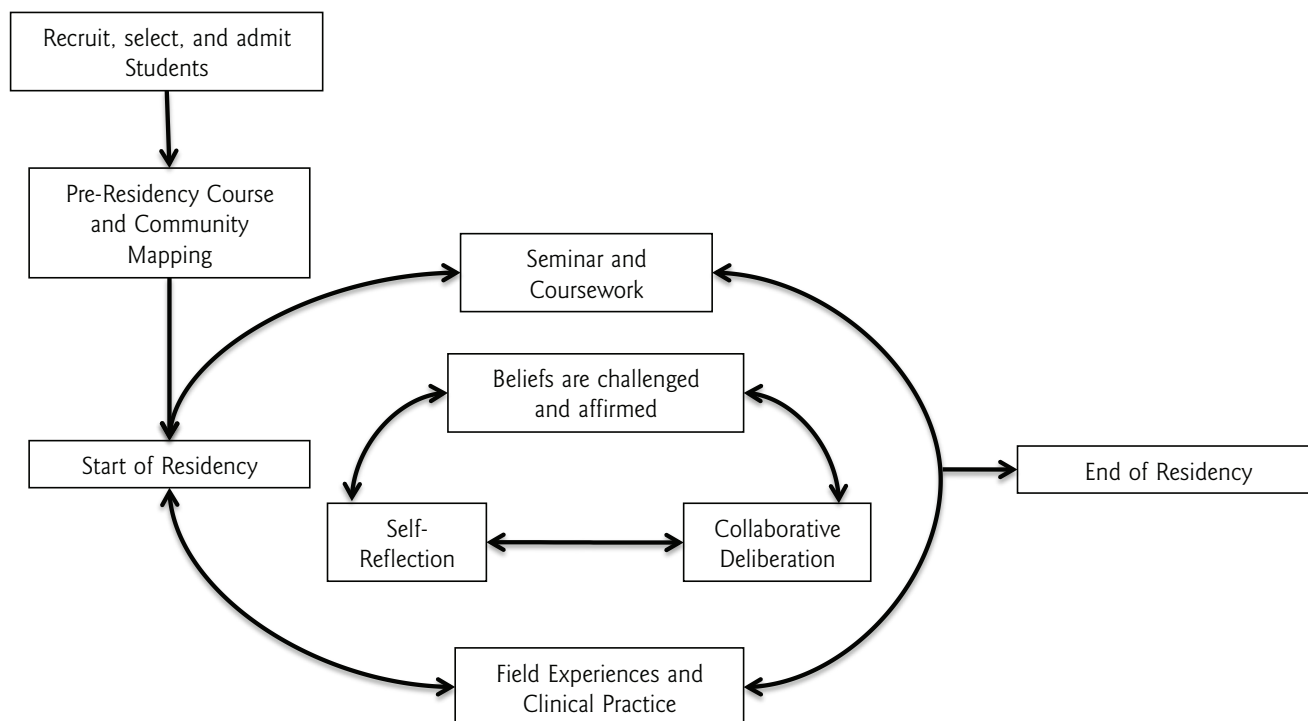 Recruit, select, and admit
Students
Pre-Residency Course
and Community
Mapping
Seminar and
Coursework
Beliefs are challenged
and affirmed
Start of Residency
End of Residency
Self-
Reflection
Collaborative
Deliberation
Field Experiences and
Clinical Practice